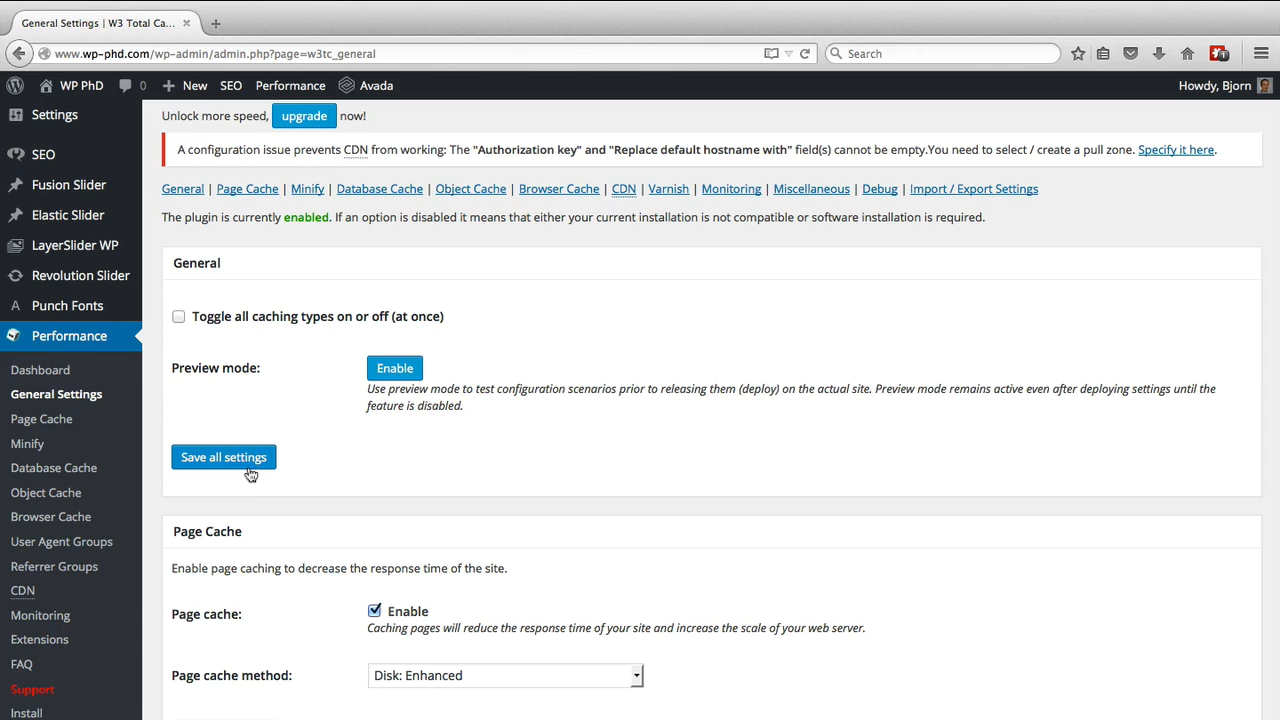 General Settings | W3 Total Ca...
www.wp-phd.com/wp-admin/admin.php?page=w3tc_general
Search
WP PhD
0
New
SEO
Performance
Avada
Howdy, Bjorn
Settings
SEO
Fusion Slider
Elastic Slider
LayerSlider WP
Revolution Slider
Punch Fonts
Performance
Dashboard
General Settings
Page Cache
Minify
Database Cache
Object Cache
Browser Cache
User Agent Groups
Referrer Groups
CDN
Monitoring
Extensions
FAQ
Support
Install
Unlock more speed, upgrade now!
A configuration issue prevents CDN from working: The "Authorization key" and "Replace default hostname with" field(s) cannot be empty.You need to select / create a pull zone. Specify it here.
General | Page Cache | Minify | Database Cache | Object Cache | Browser Cache | CDN | Varnish | Monitoring | Miscellaneous | Debug | Import / Export Settings
The plugin is currently enabled. If an option is disabled it means that either your current installation is not compatible or software installation is required.
General
Toggle all caching types on or off (at once)
Preview mode:
Enable
Use preview mode to test configuration scenarios prior to releasing them (deploy) on the actual site. Preview mode remains active even after deploying settings until the
feature is disabled.
Save all settings
Page Cache
Enable page caching to decrease the response time of the site.
Page cache:
Enable
Caching pages will reduce the response time of your site and increase the scale of your web server.
Page cache method:
Disk: Enhanced